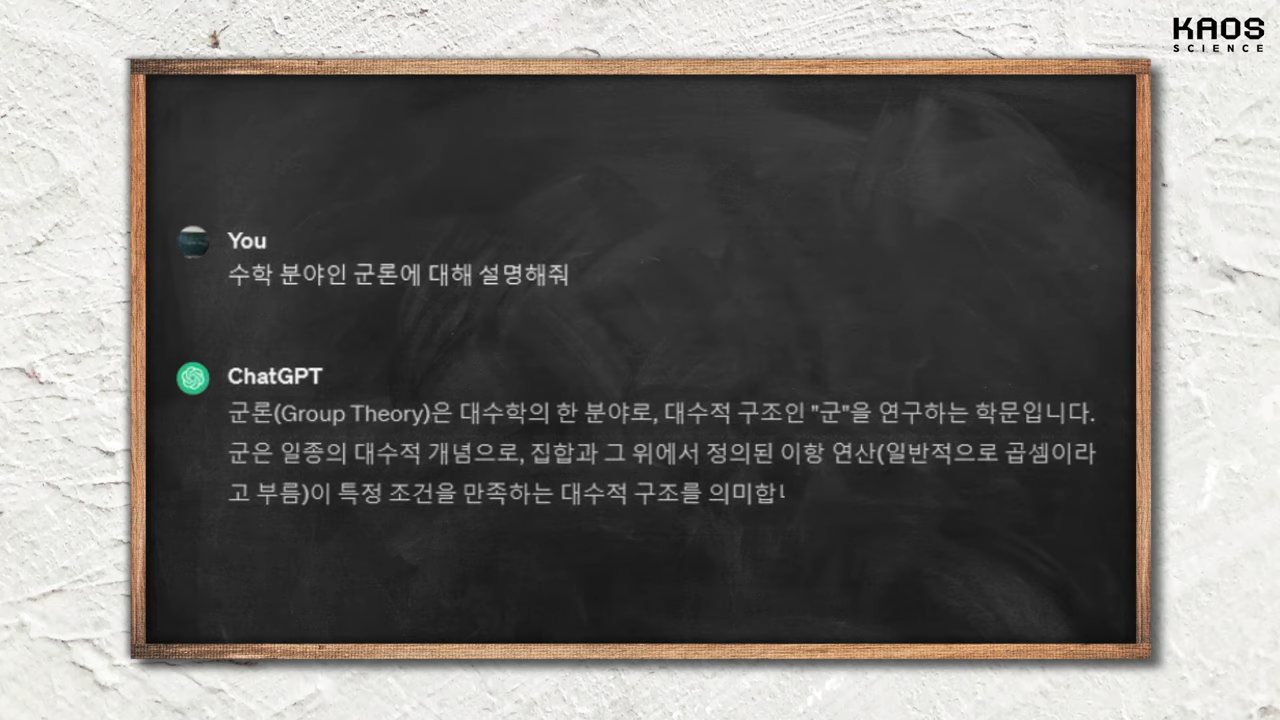 KAOS
SCIENCE
You
수학 분야인 군론에 대해 설명해줘
ChatGPT
군론(Group Theory)은 대수학의 한 분야로, 대수적 구조인 "군"을 연구하는 학문입니다.
군은 일종의 대수적 개념으로, 집합과 그 위에서 정의된 이항 연산(일반적으로 곱셈이라
고 부름)이 특정 조건을 만족하는 대수적 구조를 의미합